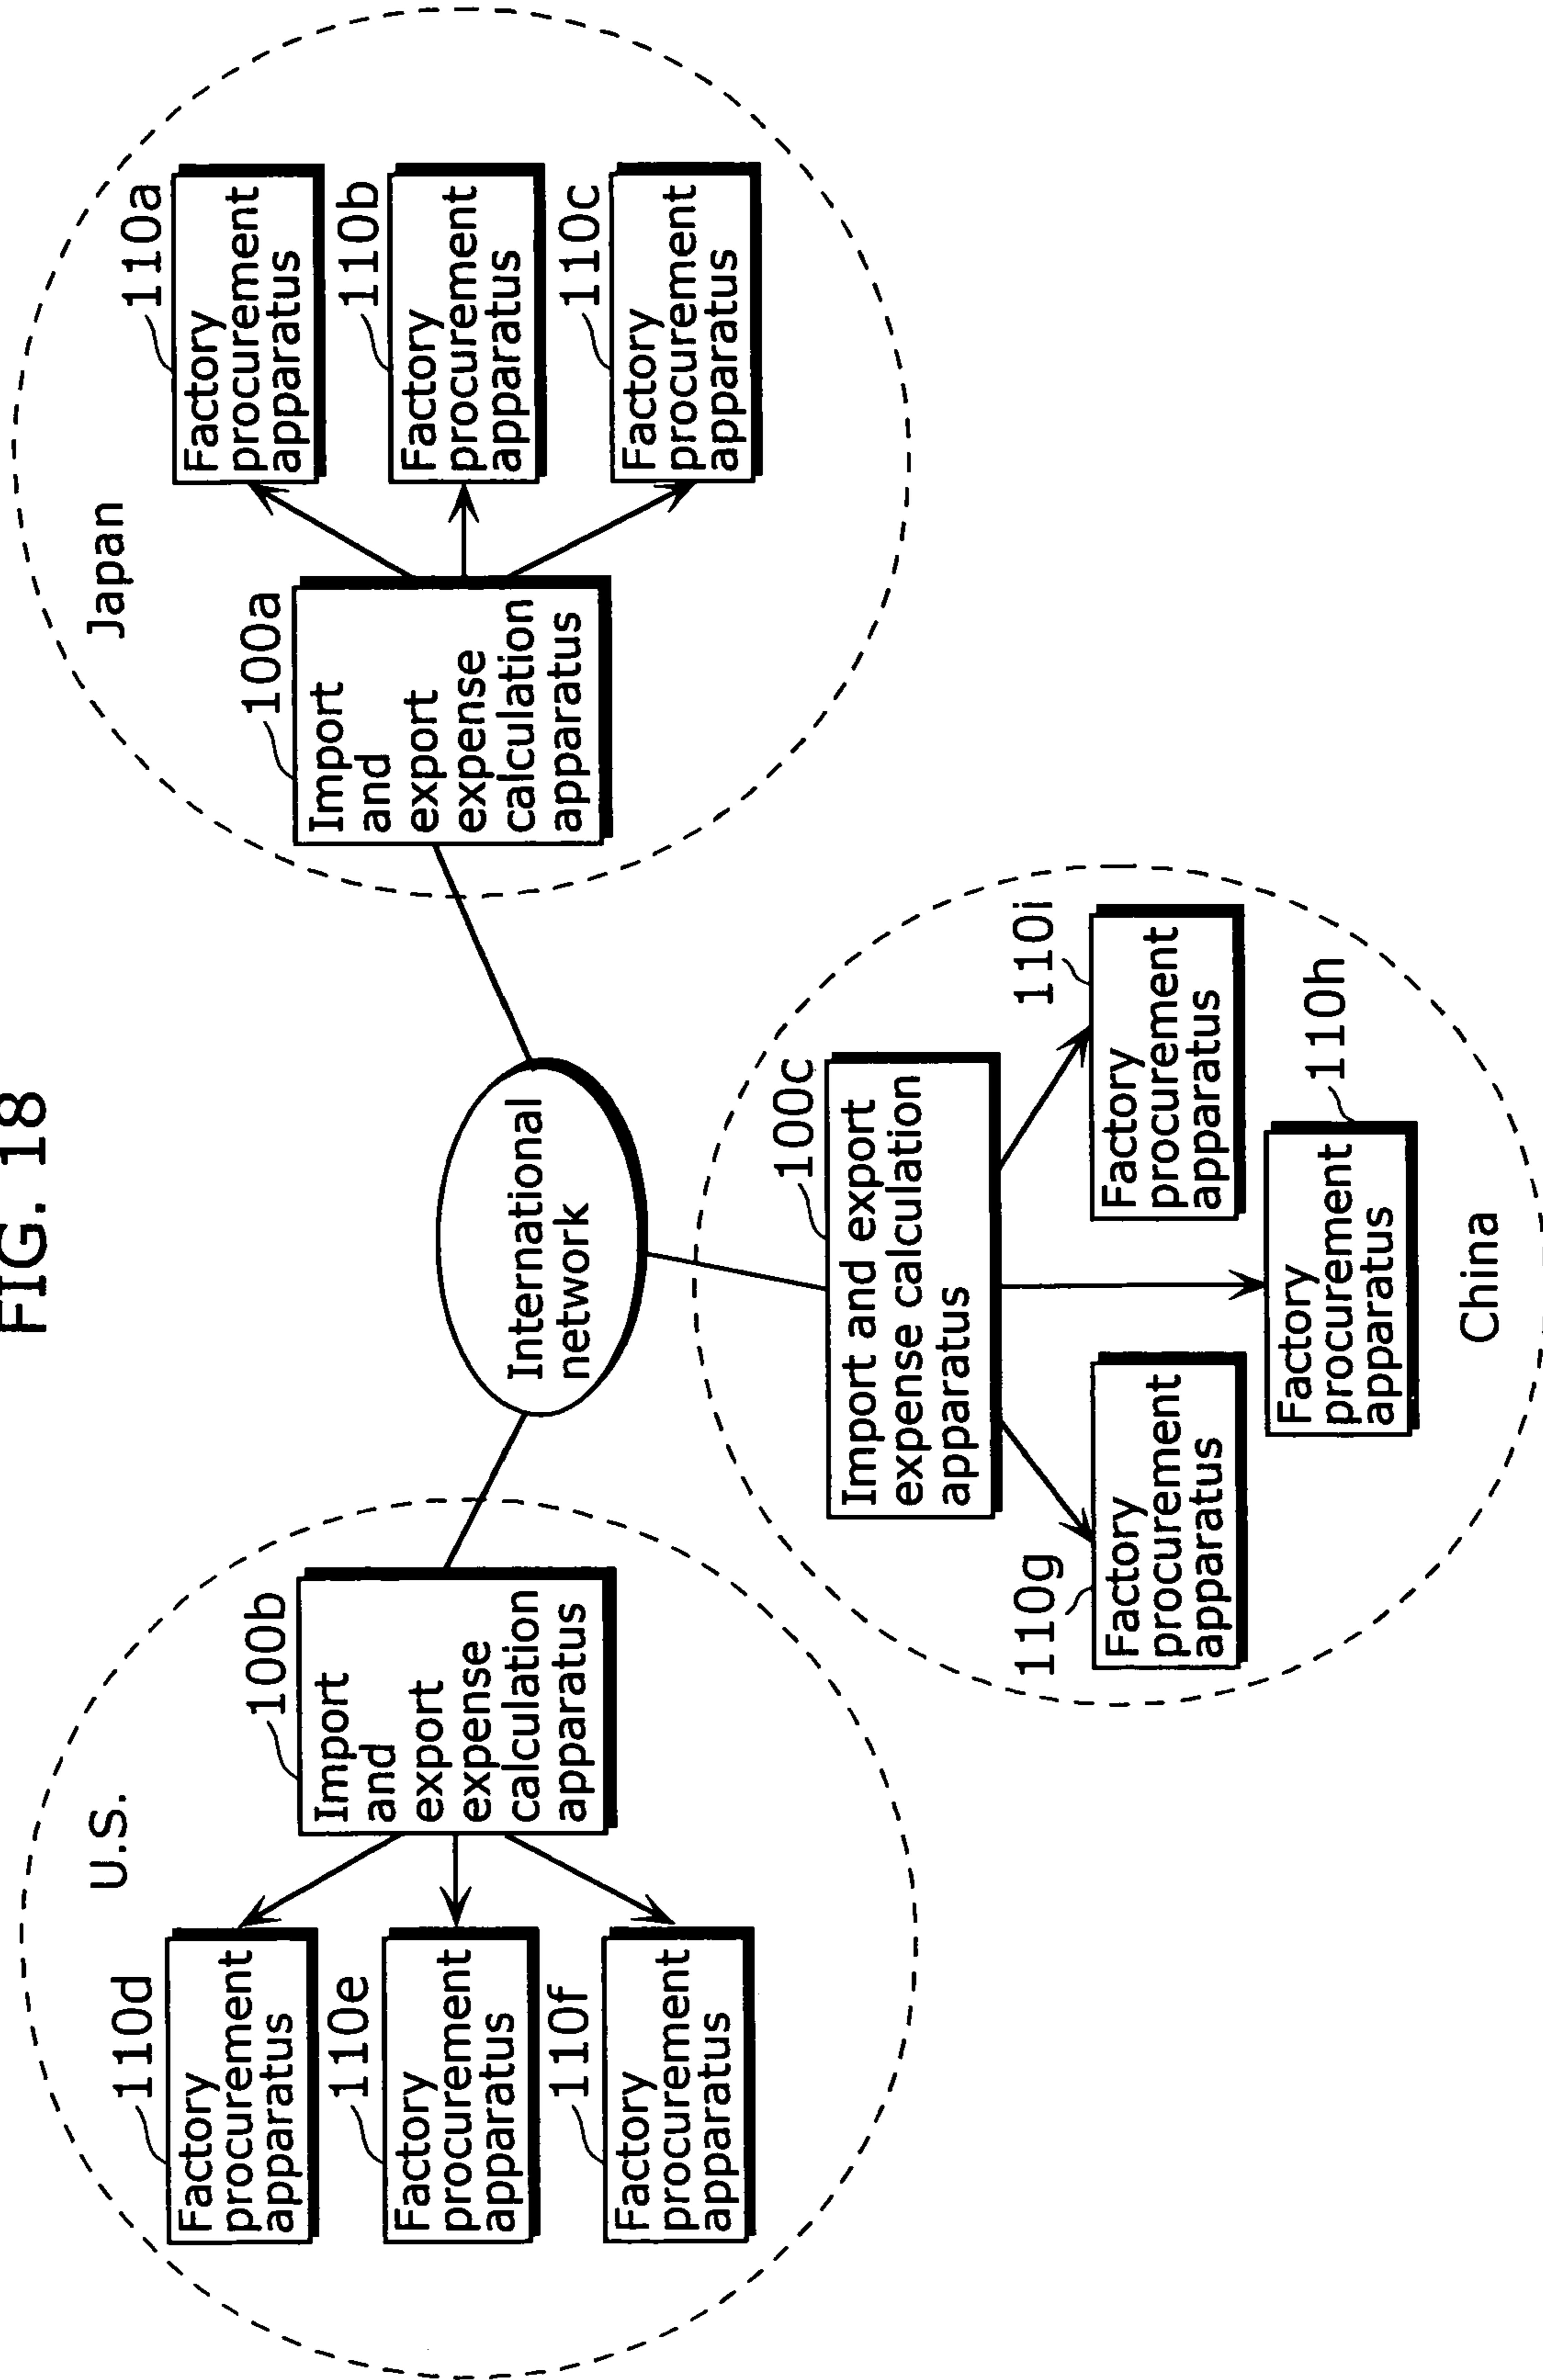 FIG. 18
U.S.
110d
Factory
procurement
apparatus
110e
Factory
procurement
apparatus
110f
Factory
procurement
apparatus
100b
Import
and
export
expense
calculation
apparatus
International
network
Japan
100a
Import
and
export
expense
calculation
apparatus
110a
Factory
procurement
apparatus
110b
Factory
procurement
apparatus
110c
Factory
procurement
apparatus
100c
Import and export
expense calculation
apparatus
110g
Factory
procurement
apparatus
110i
Factory
procurement
apparatus
110h
Factory
procurement
apparatus
China